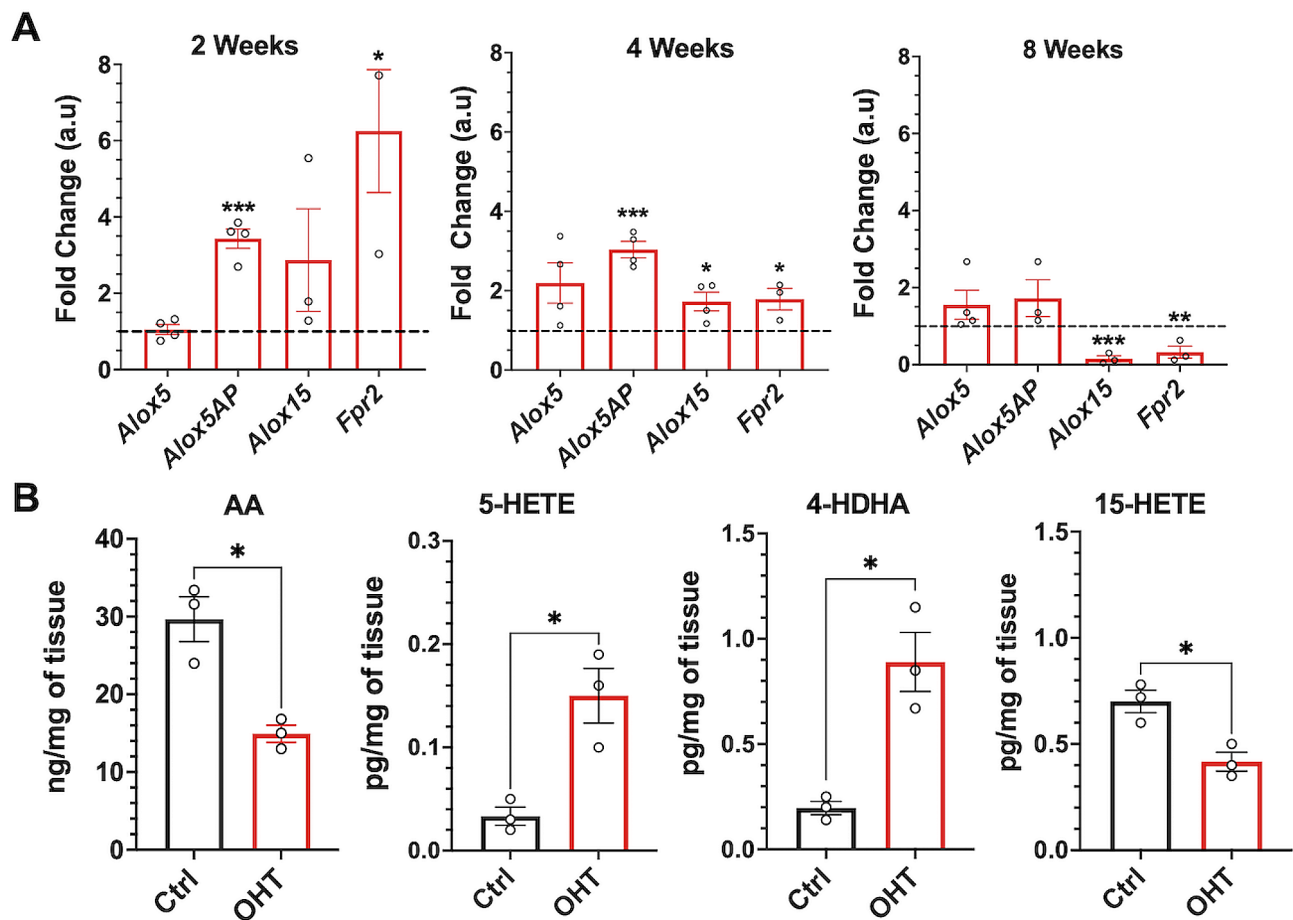 A
2 Weeks
4 Weeks
8 Weeks
Fold Change (a.u)
8
6
4
2
0
***
*
Alox5
Alox5AP
Alox15
Fpr2
Fold Change (a.u)
8
6
4
2
0
***
*
*
Alox5
Alox5AP
Alox15
Fpr2
Fold Change (a.u)
8
6
4
2
0
***
**
Alox5
Alox5AP
Alox15
Fpr2
B
AA
ng/mg of tissue
40
30
20
10
0
*
Ctrl
OHT
5-HETE
pg/mg of tissue
0.3
0.2
0.1
0.0
*
Ctrl
OHT
4-HDHA
pg/mg of tissue
1.5
1.0
0.5
0.0
*
Ctrl
OHT
15-HETE
pg/mg of tissue
1.5
1.0
0.5
0.0
*
Ctrl
OHT